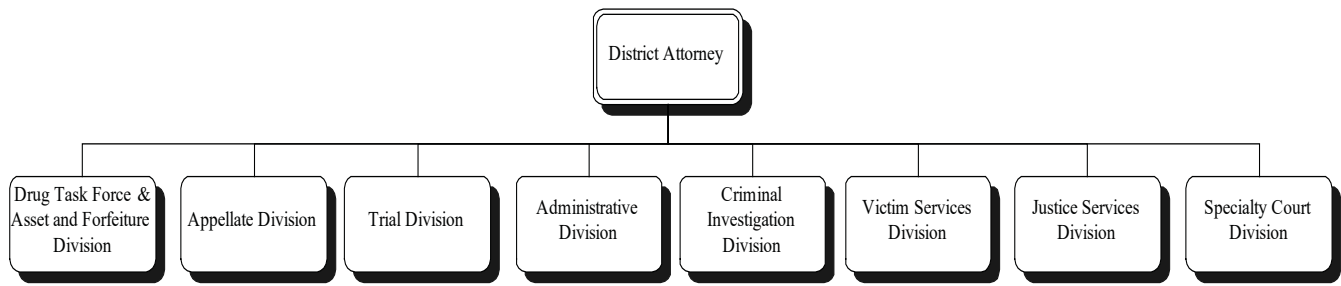 District Attorney
Drug Task Force &
Asset and Forfeiture
Division
Appellate Division
Trial Division
Administrative
Division
Criminal
Investigation
Division
Victim Services
Division
Justice Services
Division
Specialty Court
Division